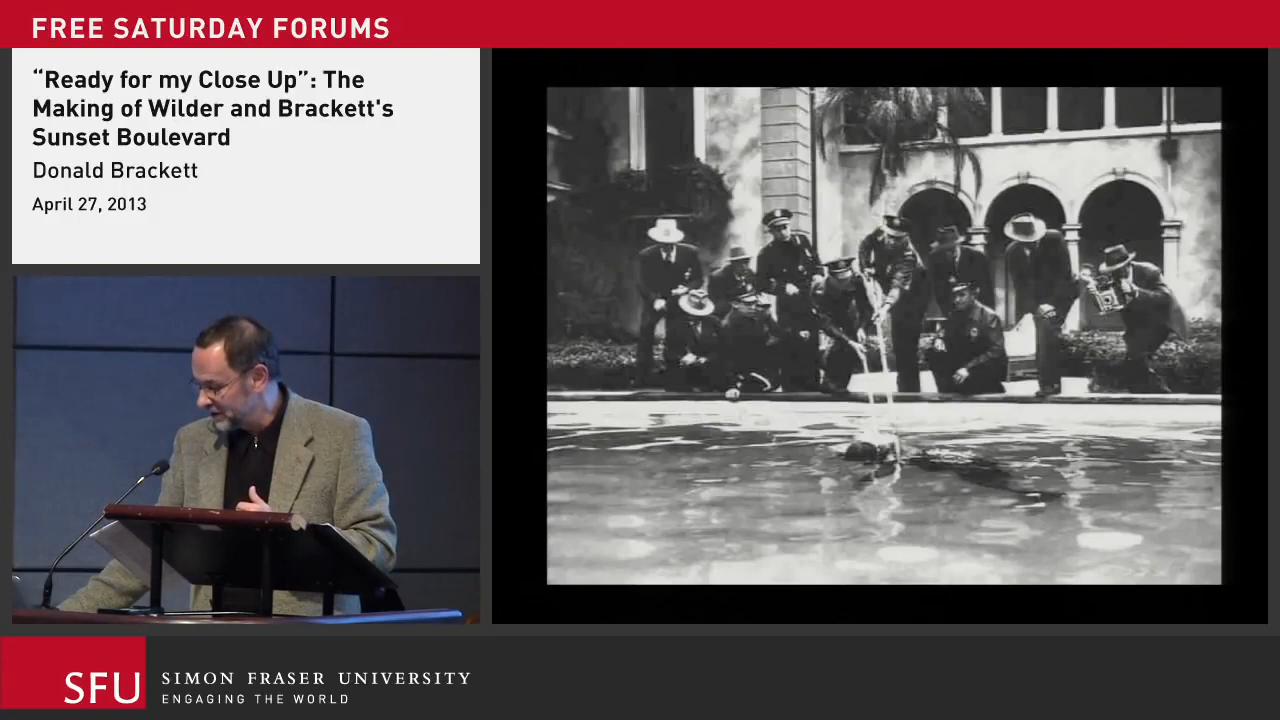 FREE SATURDAY FORUMS
“Ready for my Close Up”: The
Making of Wilder and Brackett's
Sunset Boulevard
Donald Brackett
April 27, 2013
SFU
SIMON FRASER UNIVERSITY
ENGAGING THE WORLD